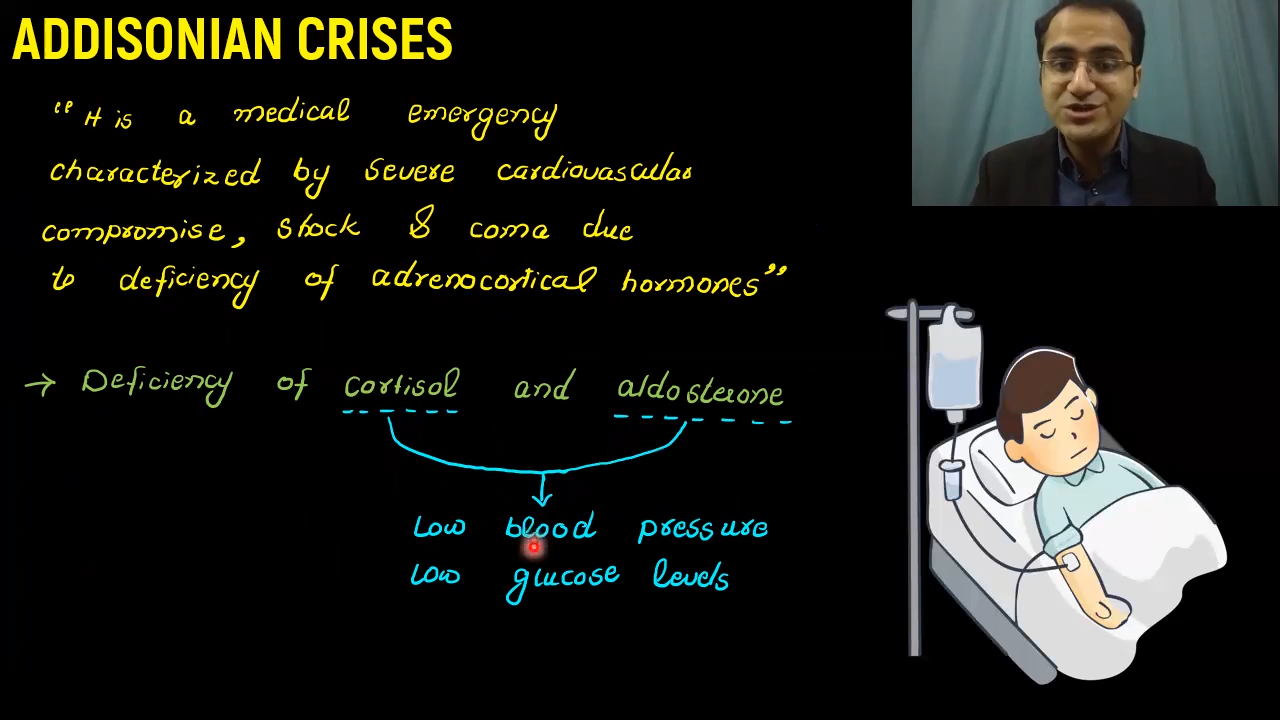 ADDISONIAN CRISES
“It is a medical emergency
characterized by severe cardiovascular
compromise, shock & coma due
to deficiency of adrenocortical hormones”
→ Deficiency of cortisol and aldosterone
Low blood pressure
Low glucose levels